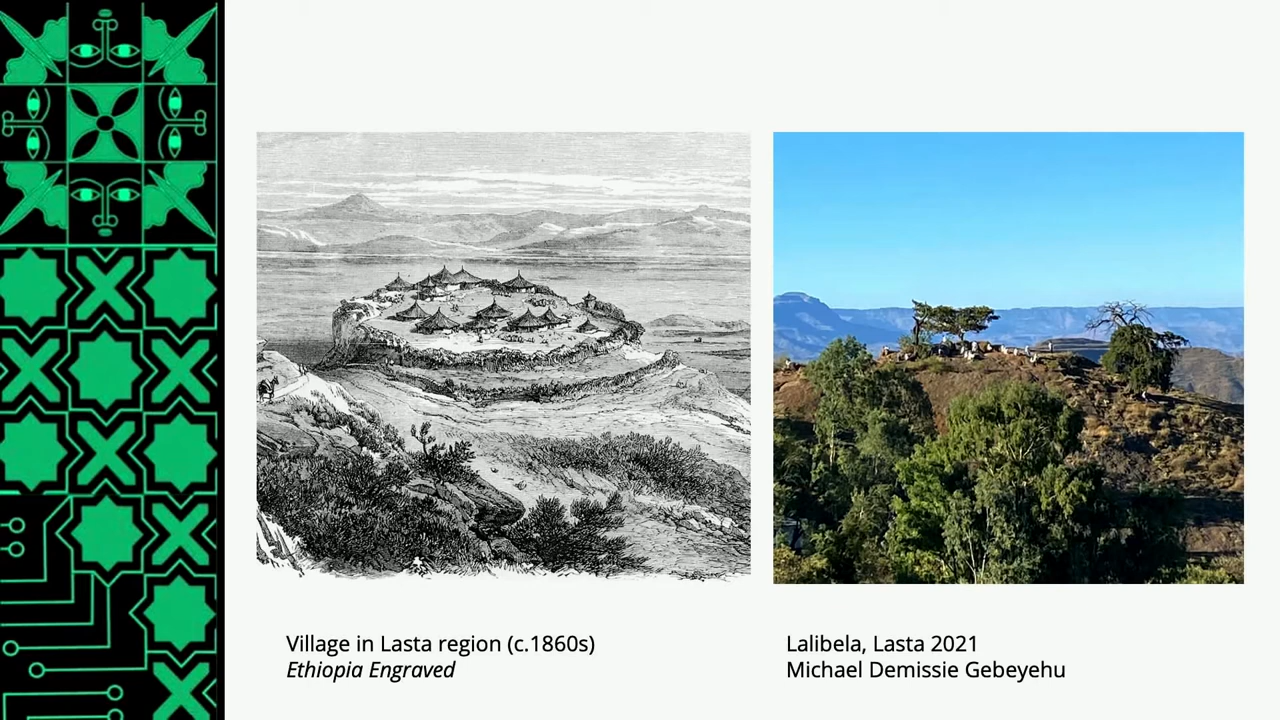 Village in Lasta region (c.1860s)
Ethiopia Engraved
Lalibela, Lasta 2021
Michael Demissie Gebeyehu